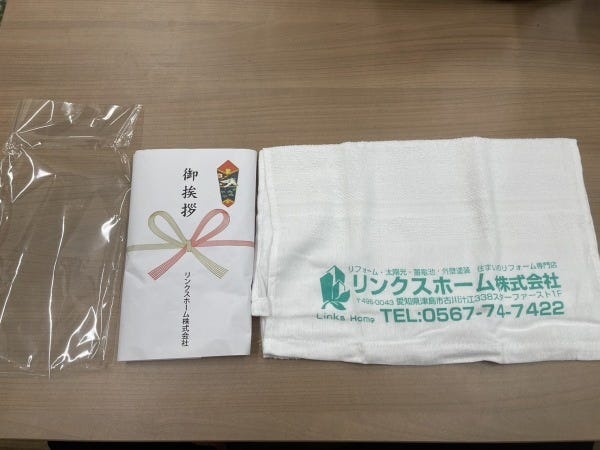 御挨拶
リンクスホーム株式会社
リフォーム・太陽光・蓄電池・外壁塗装 住まいのリフォーム専門店
リンクスホーム株式会社
〒496-0043 愛知県津島市古川汁江338スターファースト1F
Links Home TEL:0567-74-7422